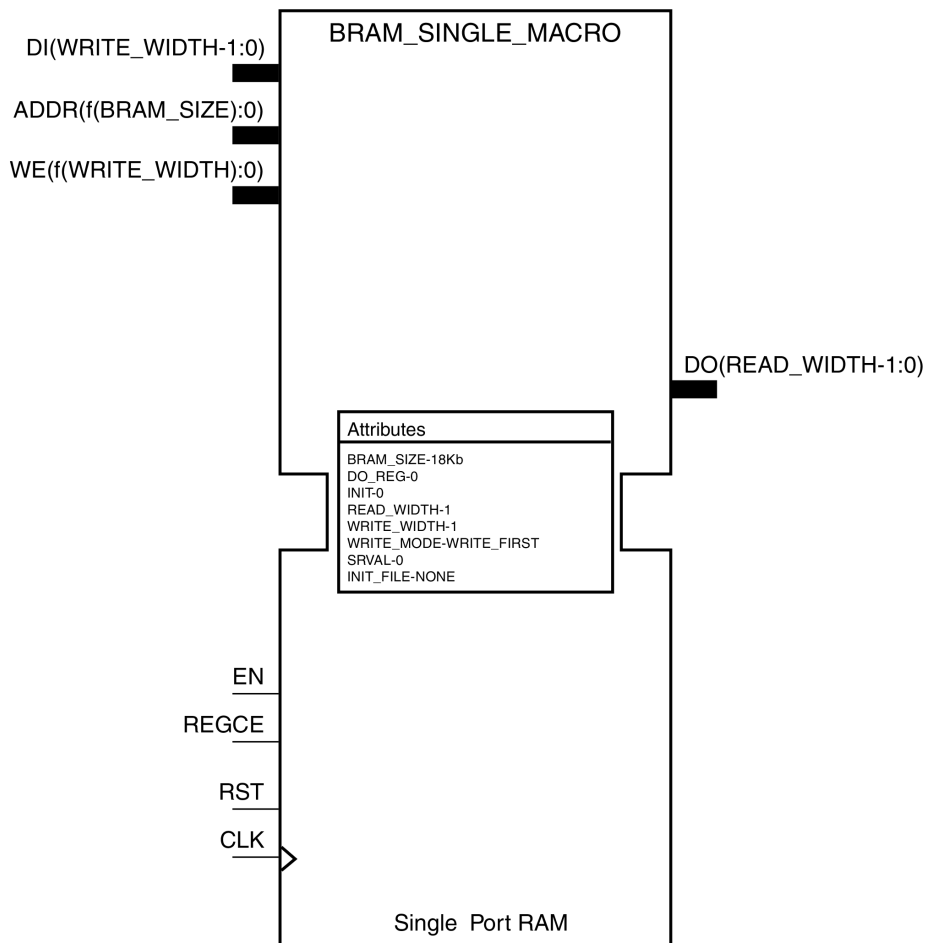 BRAM_SINGLE_MACRO
DI(WRITE_WIDTH-1:0)
ADDR(f(BRAM_SIZE):0)
WE(f(WRITE_WIDTH):0)
DO(READ_WIDTH-1:0)
Attributes
BRAM_SIZE-18Kb
DO_REG-0
INIT-0
READ_WIDTH-1
WRITE_WIDTH-1
WRITE_MODE-WRITE_FIRST
SRVAL-0
INIT_FILE-NONE
EN
REGCE
RST
CLK
Single Port RAM